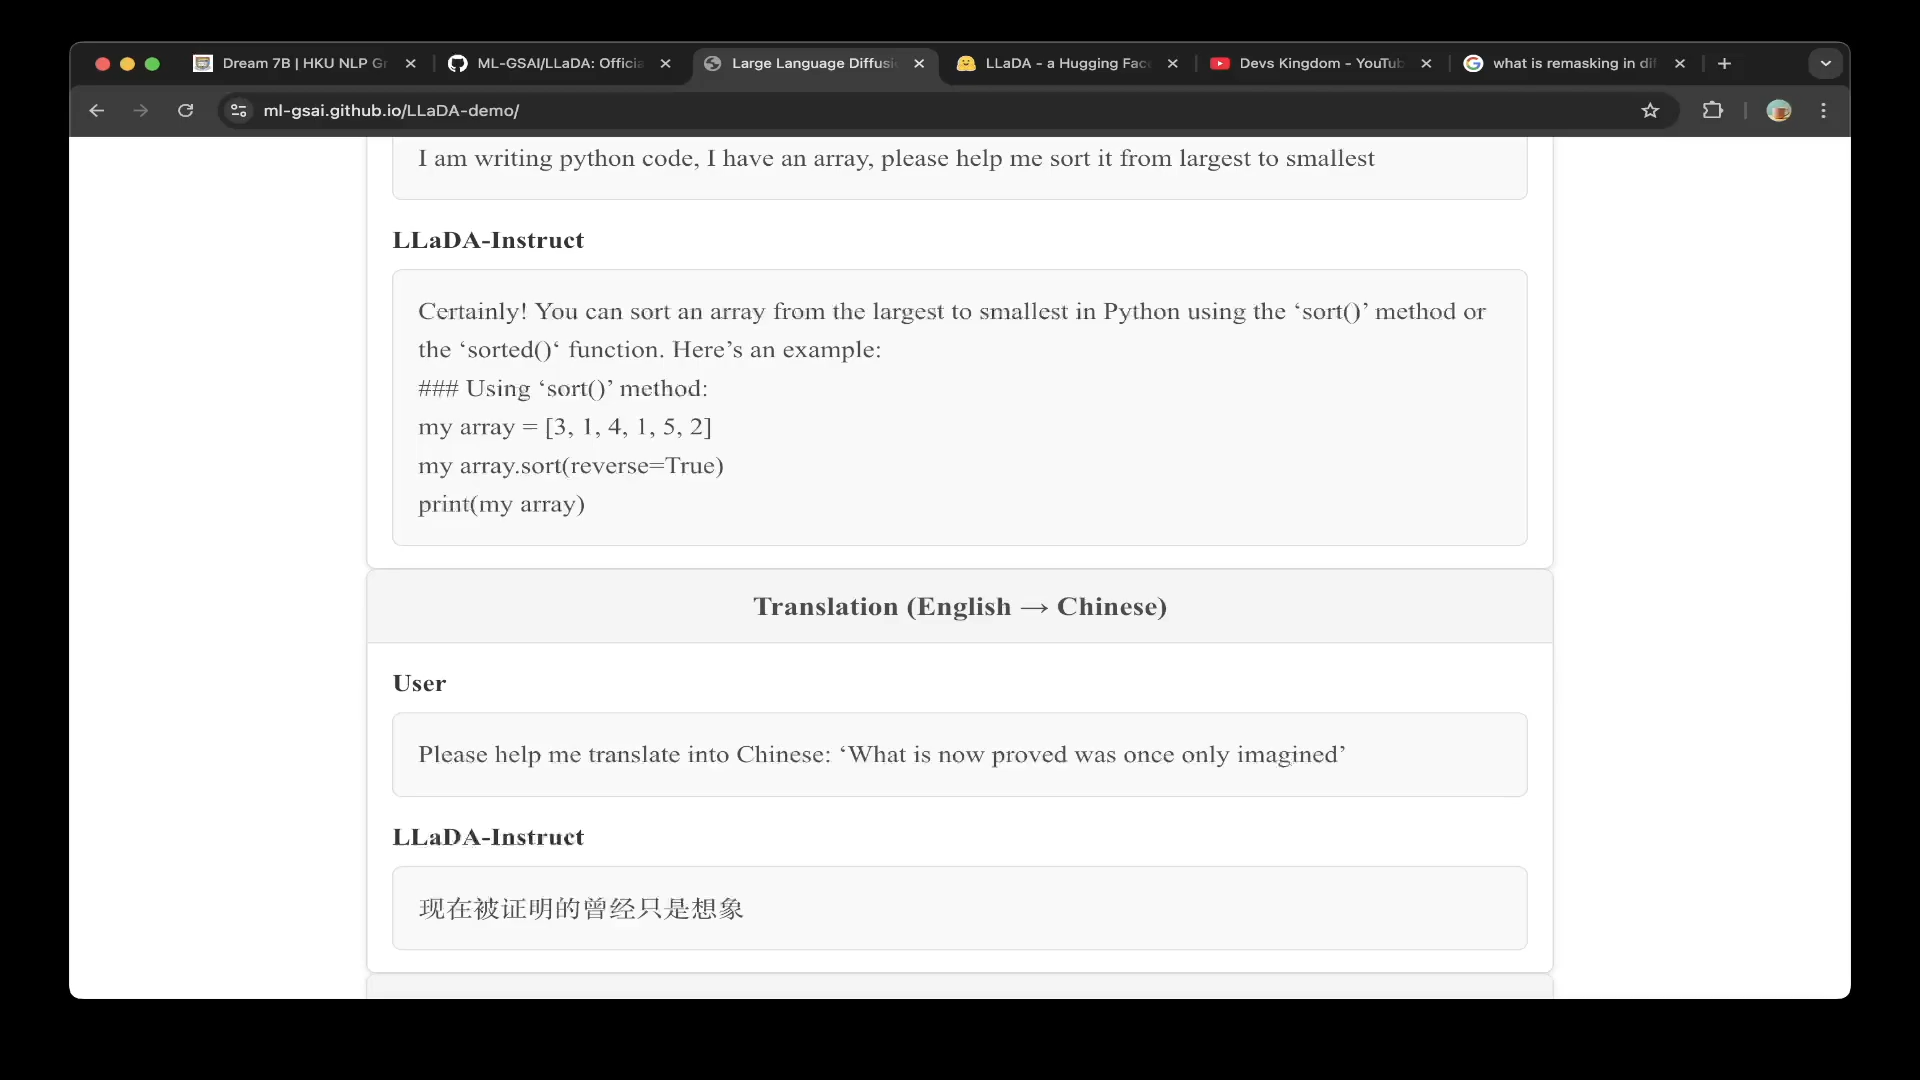 Dream 7B | HKU NLP Gr
ML-GSAI/LLaDA: Officia
Large Language Diffusi
LLaDA - a Hugging Fac
Devs Kingdom - YouTub
what is remasking in dif
ml-gsai.github.io/LLaDA-demo/
I am writing python code, I have an array, please help me sort it from largest to smallest
LLaDA-Instruct
Certainly! You can sort an array from the largest to smallest in Python using the ‘sort()’ method or
the ‘sorted()‘ function. Here’s an example:
### Using ‘sort()’ method:
my array = [3, 1, 4, 1, 5, 2]
my array.sort(reverse=True)
print(my array)
Translation (English → Chinese)
User
Please help me translate into Chinese: ‘What is now proved was once only imagined’
LLaDA-Instruct
现在被证明的曾经只是想象